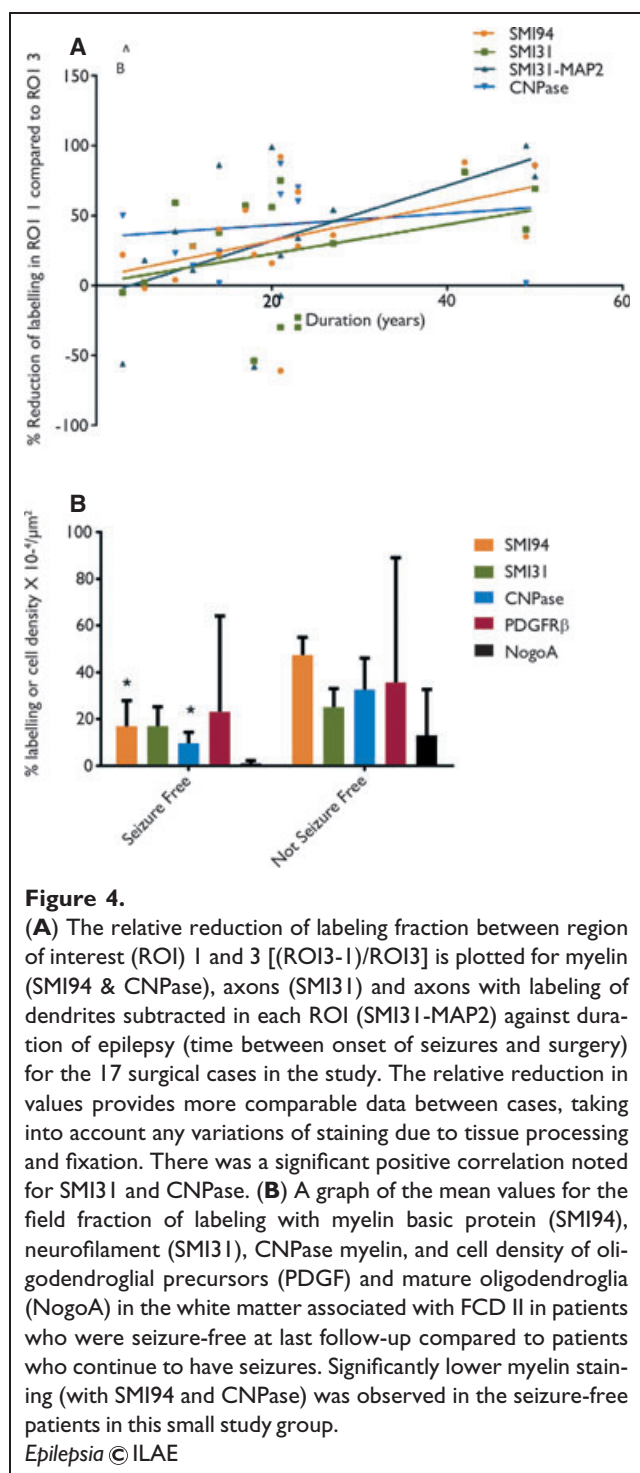 A
^
B
SMI94
SMI31
SMI31-MAP2
CNPase
% Reduction of labelling in ROI 1 compared to ROI 3
150
100
50
0
-50
-100
20
40
60
Duration (years)
B
% labelling or cell density X 10-⁴/µm²
100
80
60
40
20
0
*
*
SMI94
SMI31
CNPase
PDGFRβ
NogoA
Seizure Free
Not Seizure Free
Figure 4.
(A) The relative reduction of labeling fraction between region
of interest (ROI) 1 and 3 [(ROI3-1)/ROI3] is plotted for myelin
(SMI94 & CNPase), axons (SMI31) and axons with labeling of
dendrites subtracted in each ROI (SMI31-MAP2) against dura-
tion of epilepsy (time between onset of seizures and surgery)
for the 17 surgical cases in the study. The relative reduction in
values provides more comparable data between cases, taking
into account any variations of staining due to tissue processing
and fixation. There was a significant positive correlation noted
for SMI31 and CNPase. (B) A graph of the mean values for the
field fraction of labeling with myelin basic protein (SMI94),
neurofilament (SMI31), CNPase myelin, and cell density of oli-
godendroglial precursors (PDGF) and mature oligodendroglia
(NogoA) in the white matter associated with FCD II in patients
who were seizure-free at last follow-up compared to patients
who continue to have seizures. Significantly lower myelin stain-
ing (with SMI94 and CNPase) was observed in the seizure-free
patients in this small study group.
Epilepsia © ILAE